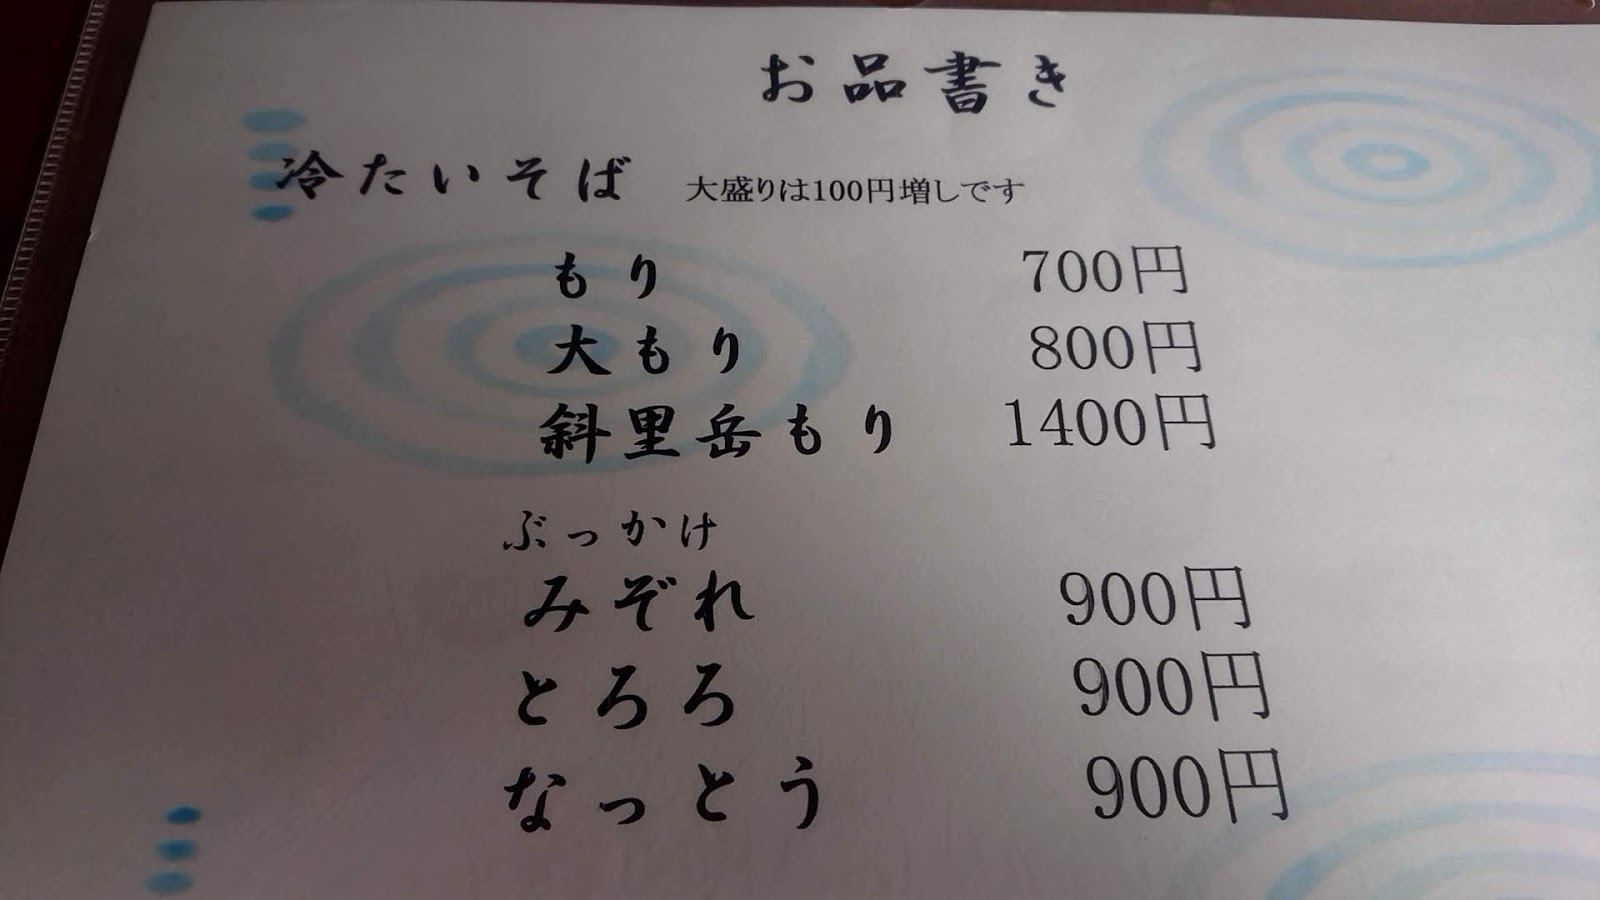 お品書き
冷たいそば 大盛りは100円増しです
もり 700円
大もり 800円
斜里岳もり 1400円
ぶっかけ
みぞれ 900円
とろろ 900円
なっとう 900円